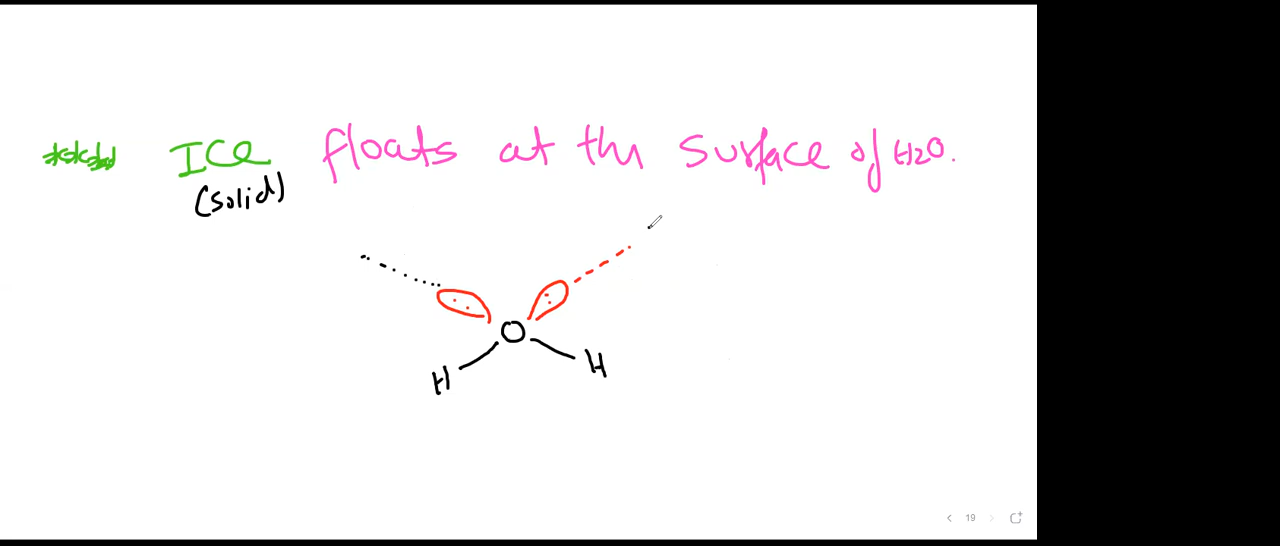 ICe floats at the surface of H2O.
(Solid)
O
H H
19